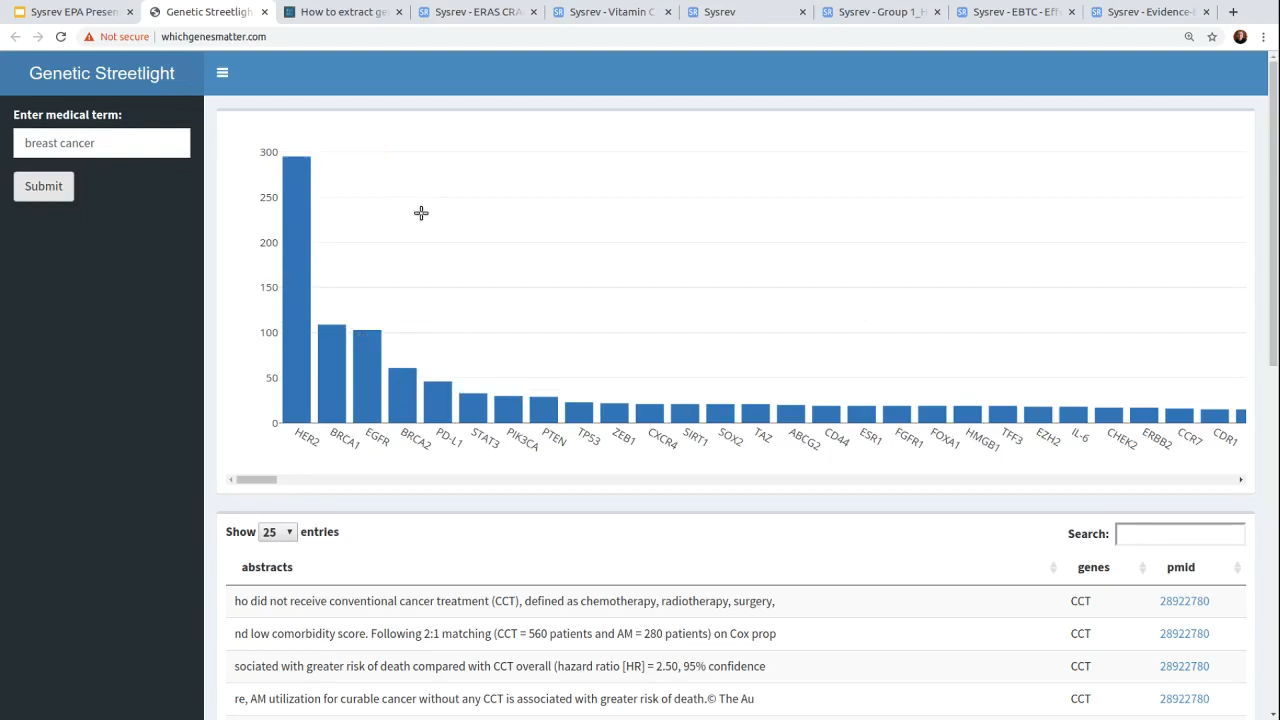 Sysrev EPA Presen
Genetic Streetligh
How to extract ge
Sysrev - ERAS CRA
Sysrev - Vitamin C
Sysrev
Sysrev - Group 1_H
Sysrev - EBTC - Eff
Sysrev - Evidence-
Not secure
whichgenesmatter.com
Genetic Streetlight
Enter medical term:
breast cancer
Submit
300
250
200
150
100
50
0
HER2
BRCA1
EGFR
BRCA2
PD-L1
STAT3
PIK3CA
PTEN
TP53
ZEB1
CXCR4
SIRT1
SOX2
TAZ
ABCG2
CD44
ESR1
FGFR1
FOXA1
HMGB1
TFF3
EZH2
IL-6
CHEK2
ERBB2
CCR7
CDR1
Show 25 entries
Search:
abstracts genes pmid
ho did not receive conventional cancer treatment (CCT), defined as chemotherapy, radiotherapy, surgery, CCT 28922780
nd low comorbidity score. Following 2:1 matching (CCT = 560 patients and AM = 280 patients) on Cox prop CCT 28922780
sociated with greater risk of death compared with CCT overall (hazard ratio [HR] = 2.50, 95% confidence CCT 28922780
re, AM utilization for curable cancer without any CCT is associated with greater risk of death.© The Au CCT 28922780